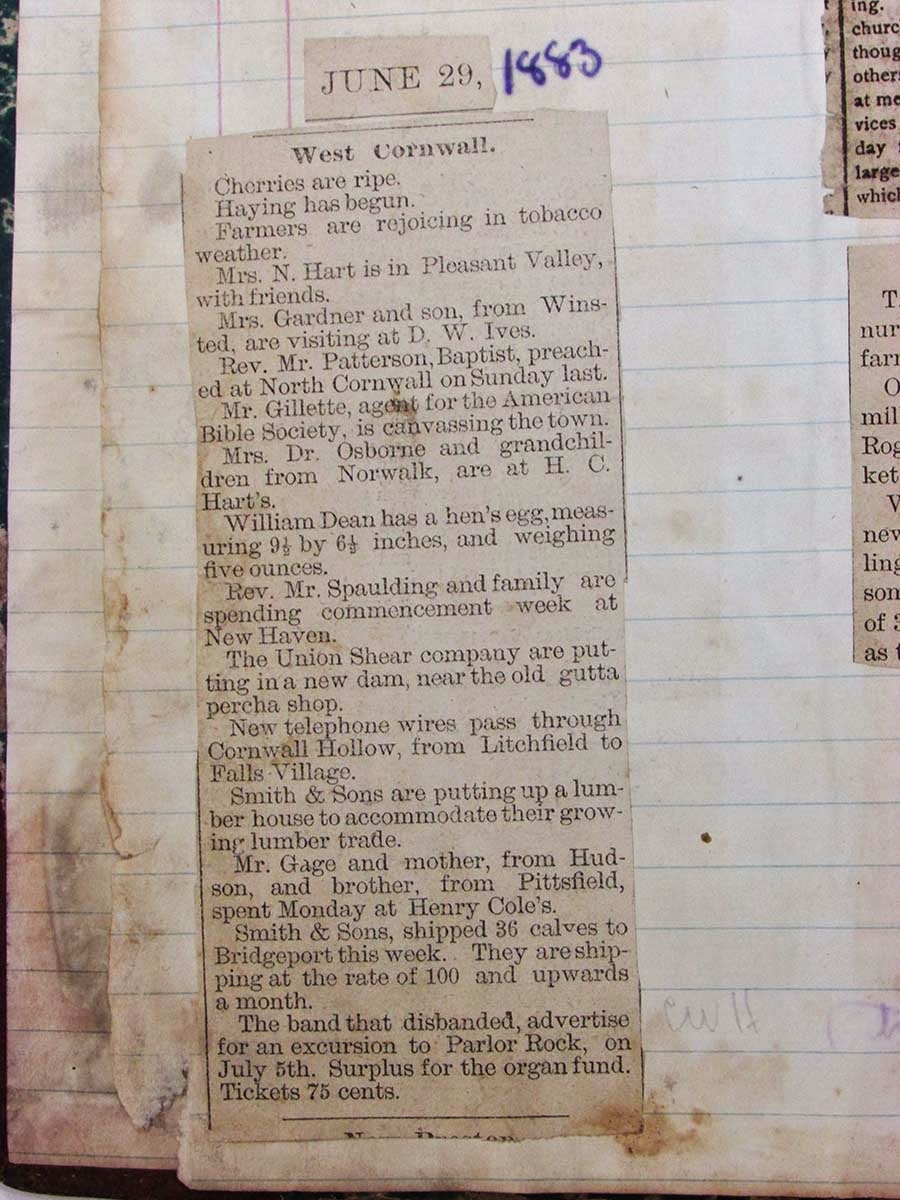 JUNE 29, 1883
West Cornwall.
Cherries are ripe.
Haying has begun.
Farmers are rejoicing in tobacco
weather.
Mrs. N. Hart is in Pleasant Valley,
with friends.
Mrs. Gardner and son, from Wins-
ted, are visiting at D. W. Ives.
Rev. Mr. Patterson, Baptist, preach-
ed at North Cornwall on Sunday last.
Mr. Gillette, agent for the American
Bible Society, is canvassing the town.
Mrs. Dr. Osborne and grandchil-
dren from Norwalk, are at H. C.
Hart's.
William Dean has a hen's egg, meas-
uring 9½ by 6½ inches, and weighing
five ounces.
Rev. Mr. Spaulding and family are
spending commencement week at
New Haven.
The Union Shear company are put-
ting in a new dam, near the old gutta
percha shop.
New telephone wires pass through
Cornwall Hollow, from Litchfield to
Falls Village.
Smith & Sons are putting up a lum-
ber house to accommodate their grow-
ing lumber trade.
Mr. Gage and mother, from Hud-
son, and brother, from Pittsfield,
spent Monday at Henry Cole's.
Smith & Sons, shipped 36 calves to
Bridgeport this week. They are ship-
ping at the rate of 100 and upwards
a month.
The band that disbanded, advertise
for an excursion to Parlor Rock, on
July 5th. Surplus for the organ fund.
Tickets 75 cents.
ing.
churc
thoug
others
at me
vices
day
large
which
T
nur
farm
O
mill
Rog
ket
V
new
ling
som
of 3
as t